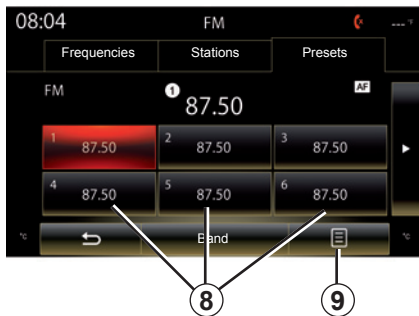 08:04 FM --- °F
Frequencies Stations Presets
FM 1 87.50 AF
1 87.50 2 87.50 3 87.50
4 87.50 5 87.50 6 87.50
°C Band °C
8 9